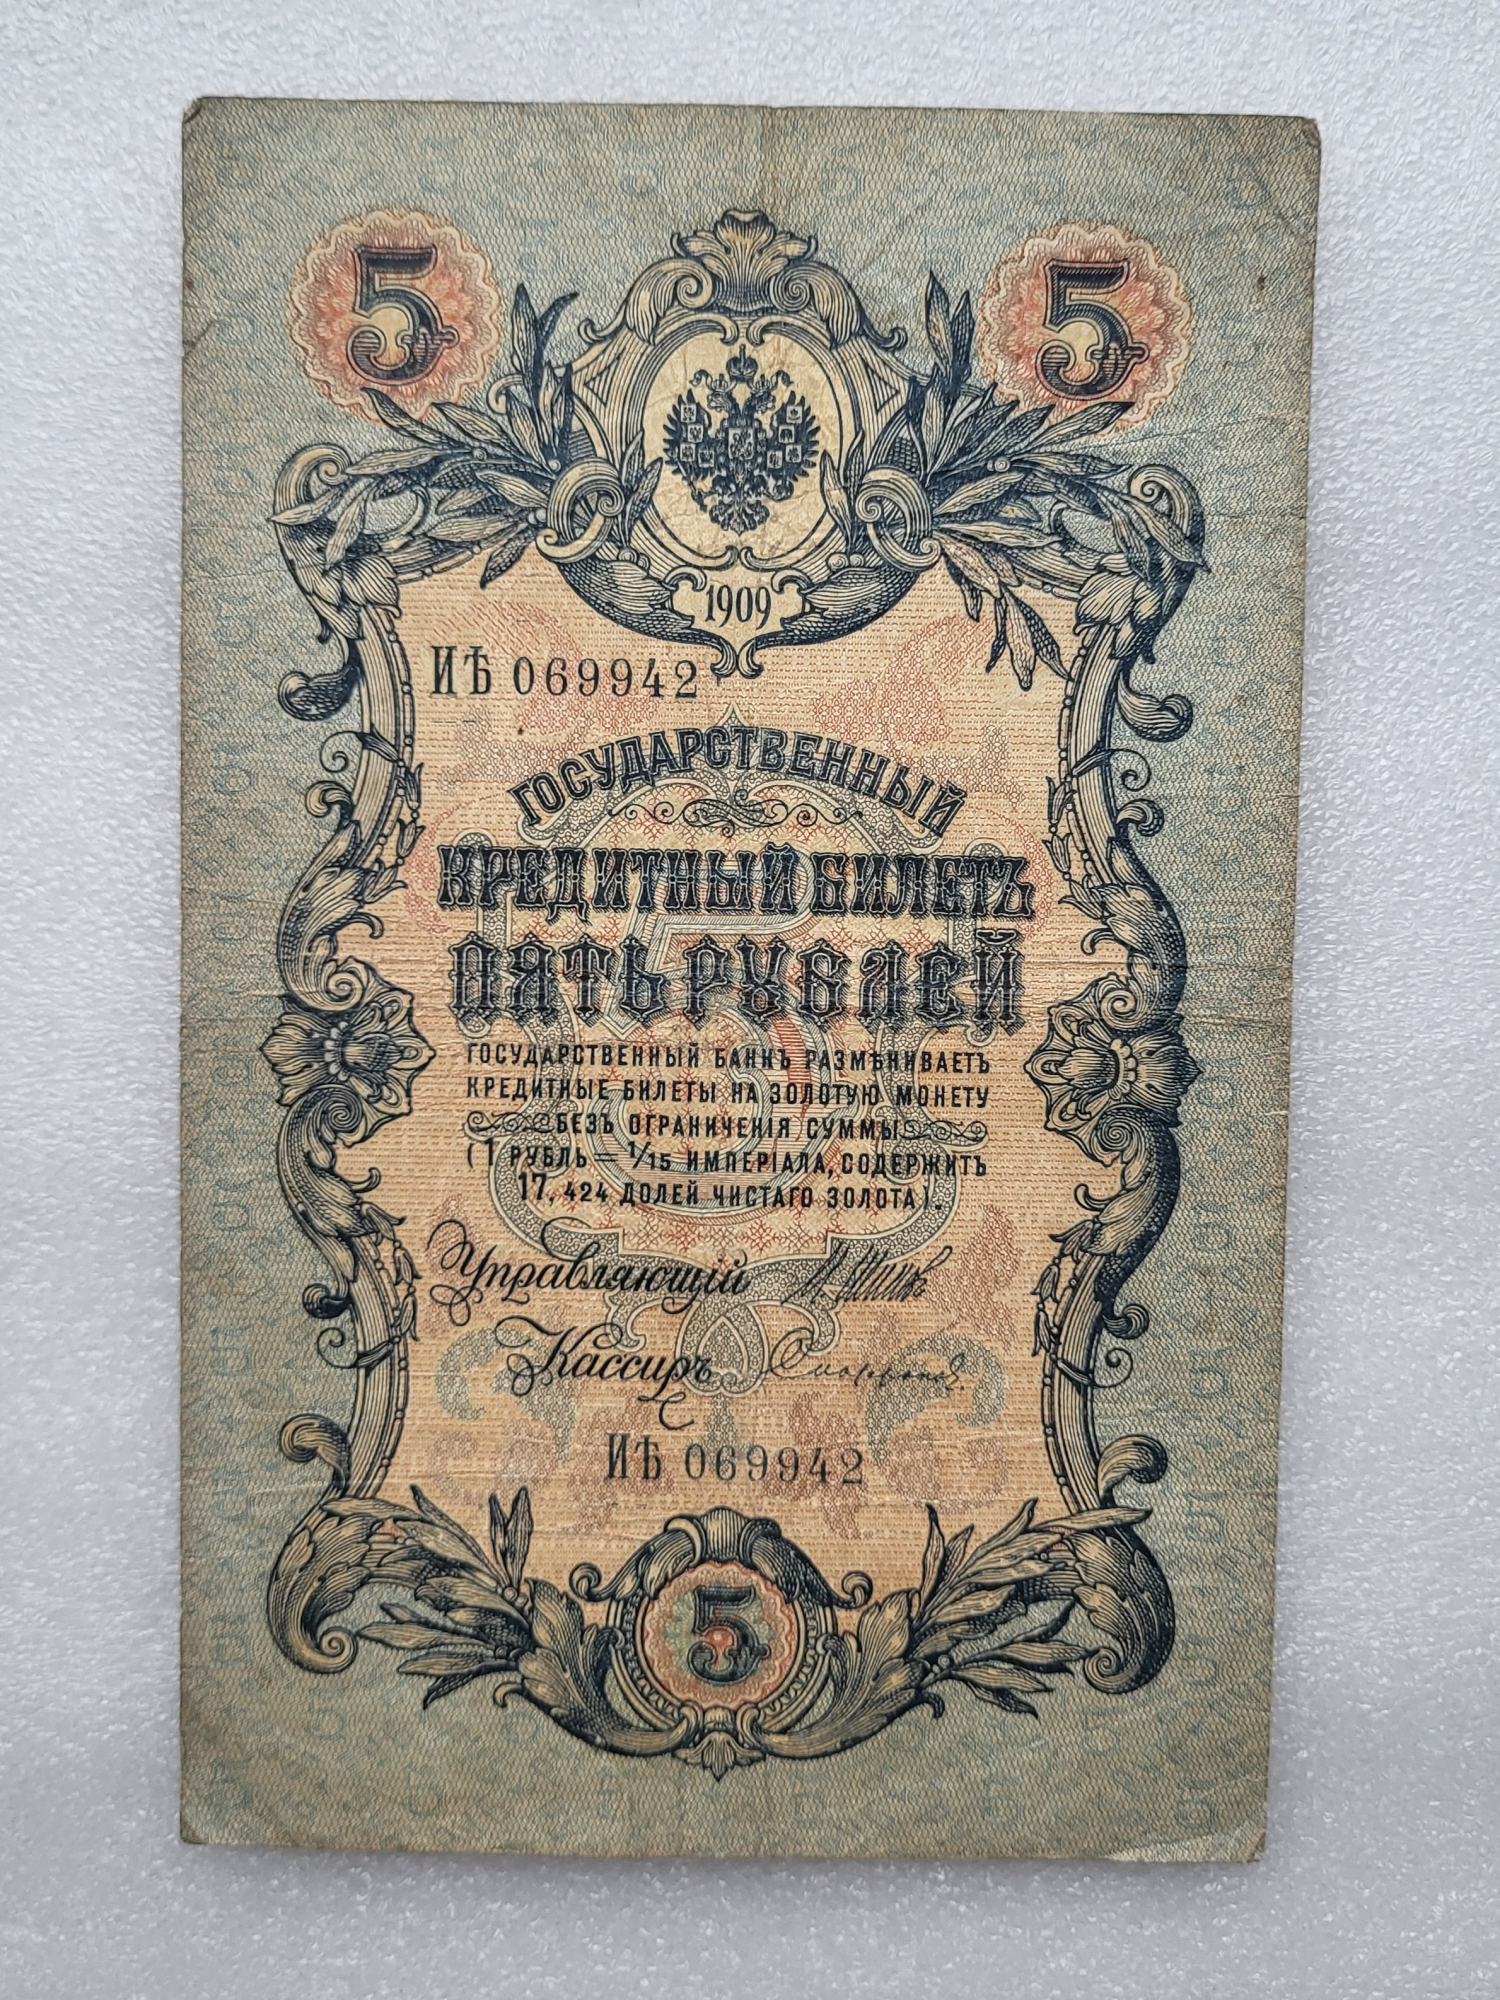 5 5
1909
ИѢ 069942
ГОСУДАРСТВЕННЫЙ
КРЕДИТНЫЙ БИЛЕТЪ
ПЯТЬ РУБЛЕЙ
ГОСУДАРСТВЕННЫЙ БАНКЪ РАЗМѢНИВАЕТЪ
КРЕДИТНЫЕ БИЛЕТЫ НА ЗОЛОТУЮ МОНЕТУ
БЕЗЪ ОГРАНИЧЕНІЯ СУММЫ
(1 РУБЛЬ = 1/15 ИМПЕРІАЛА, СОДЕРЖИТЪ
17,424 ДОЛЕЙ ЧИСТАГО ЗОЛОТА).
Управляющій
Кассиръ
ИѢ 069942
5